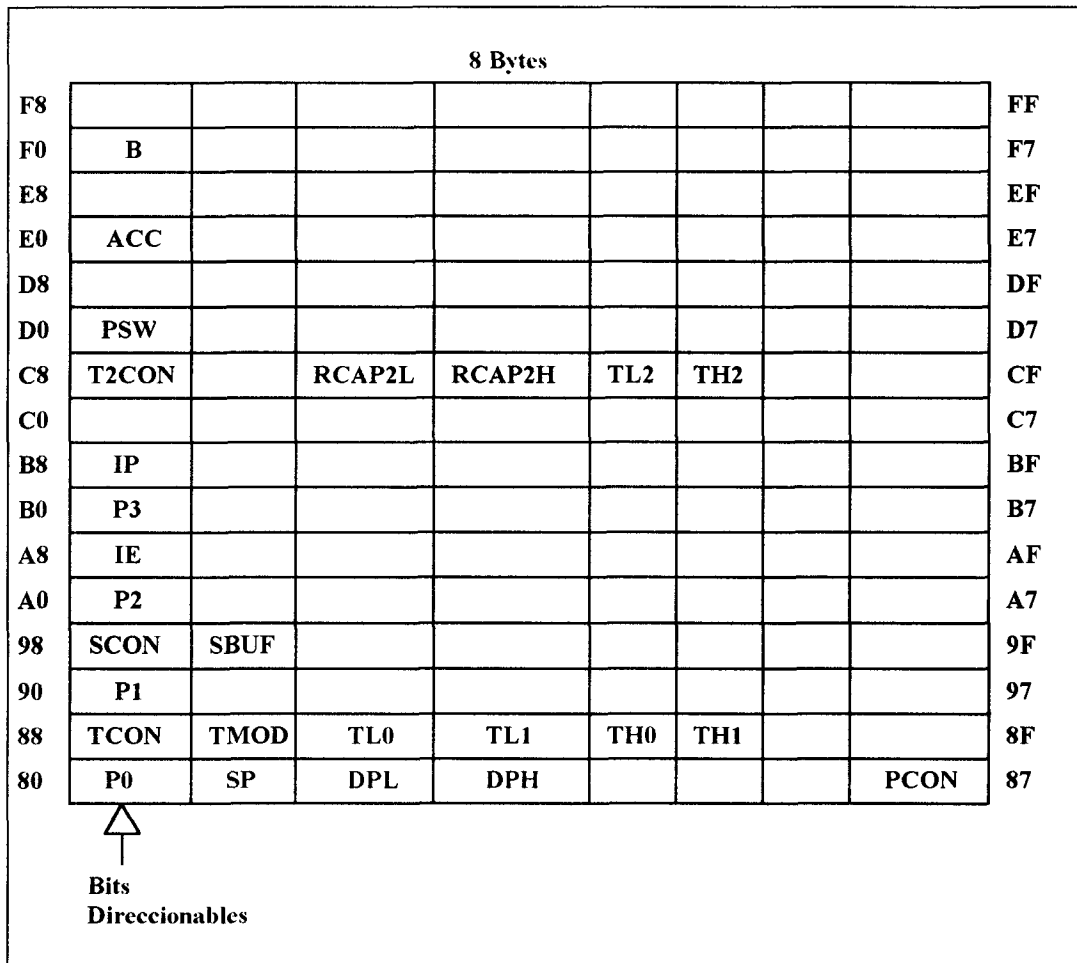 8 Bytes
F8 FF
F0 B F7
E8 EF
E0 ACC E7
D8 DF
D0 PSW D7
C8 T2CON RCAP2L RCAP2H TL2 TH2 CF
C0 C7
B8 IP BF
B0 P3 B7
A8 IE AF
A0 P2 A7
98 SCON SBUF 9F
90 P1 97
88 TCON TMOD TL0 TL1 TH0 TH1 8F
80 P0 SP DPL DPH PCON 87
Bits
Direccionables